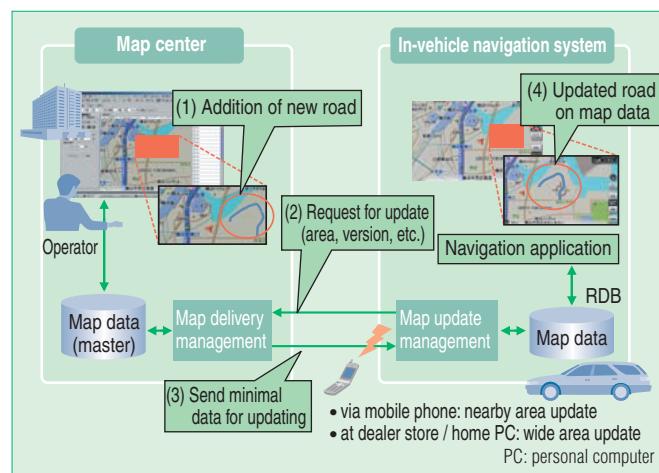 Map center
In-vehicle navigation system
(1) Addition of new road
(4) Updated road
on map data
(2) Request for update
(area, version, etc.)
Operator
Navigation application
RDB
Map data
(master)
Map delivery
management
Map update
management
Map data
(3) Send minimal
data for updating
• via mobile phone: nearby area update
• at dealer store / home PC: wide area update
PC: personal computer